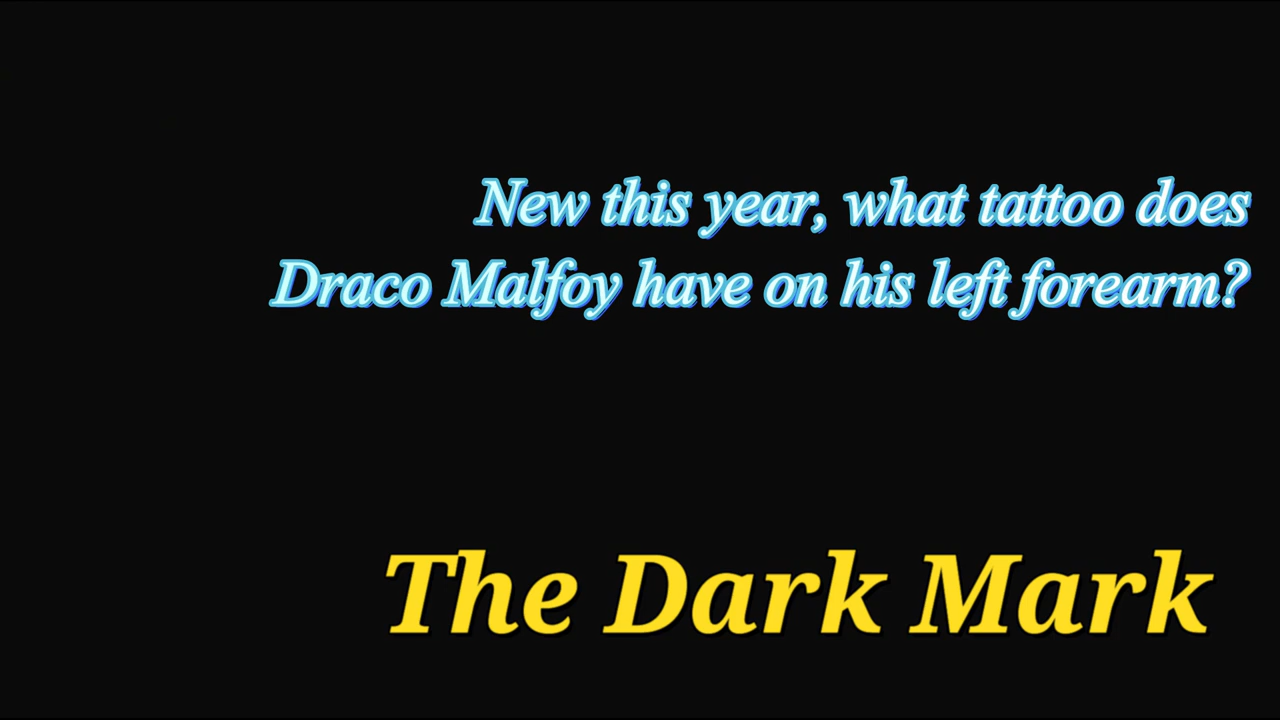 New this year, what tattoo does
Draco Malfoy have on his left forearm?
The Dark Mark